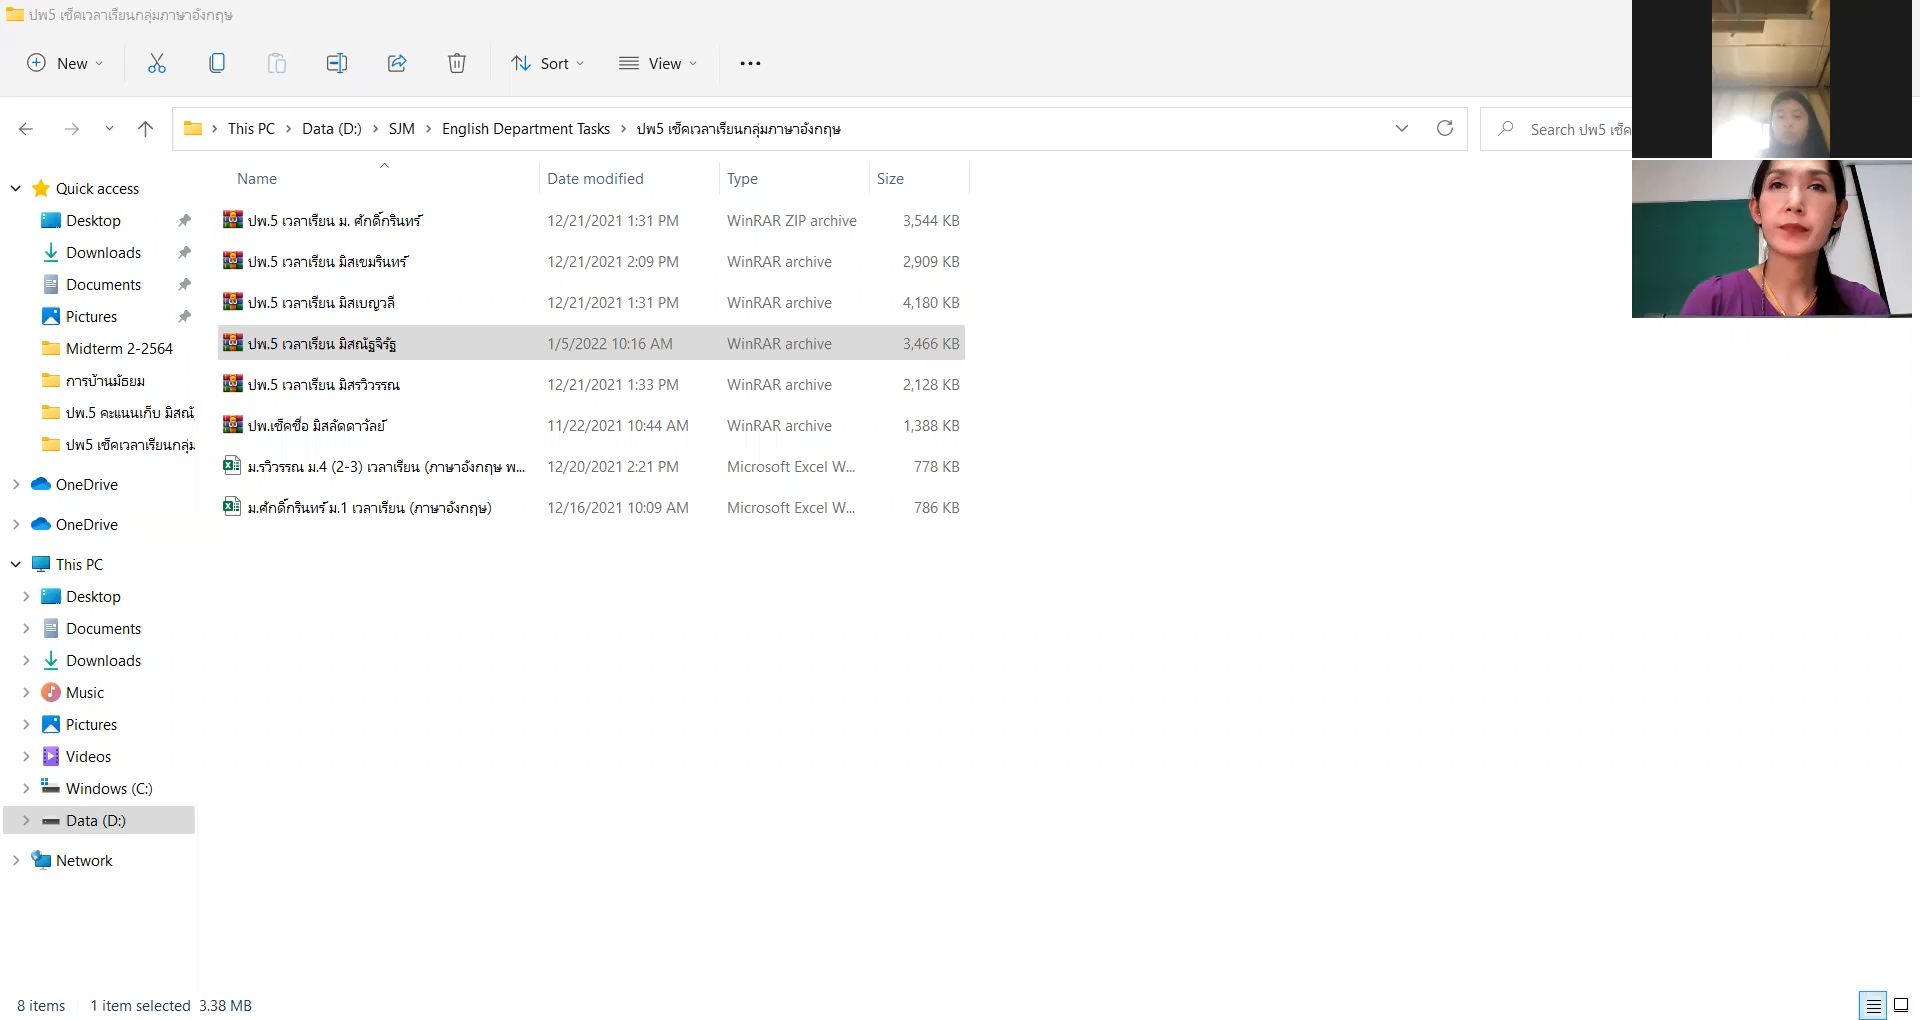 ปพ5 เช็คเวลาเรียนกลุ่มภาษาอังกฤษ
New Sort View
This PC Data (D:) SJM English Department Tasks ปพ5 เช็คเวลาเรียนกลุ่มภาษาอังกฤษ
Search ปพ5 เช็ค
Name Date modified Type Size
ปพ.5 เวลาเรียน ม. ศักดิ์กรินทร์ 12/21/2021 1:31 PM WinRAR ZIP archive 3,544 KB
ปพ.5 เวลาเรียน มิสเขมรินทร์ 12/21/2021 2:09 PM WinRAR archive 2,909 KB
ปพ.5 เวลาเรียน มิสเบญวลี 12/21/2021 1:31 PM WinRAR archive 4,180 KB
ปพ.5 เวลาเรียน มิสณัฐจิรัฐ 1/5/2022 10:16 AM WinRAR archive 3,466 KB
ปพ.5 เวลาเรียน มิสรวิวรรณ 12/21/2021 1:33 PM WinRAR archive 2,128 KB
ปพ.เช็คชื่อ มิสลัดดาวัลย์ 11/22/2021 10:44 AM WinRAR archive 1,388 KB
ม.รวิวรรณ ม.4 (2-3) เวลาเรียน (ภาษาอังกฤษ พ... 12/20/2021 2:21 PM Microsoft Excel W... 778 KB
ม.ศักดิ์กรินทร์ ม.1 เวลาเรียน (ภาษาอังกฤษ) 12/16/2021 10:09 AM Microsoft Excel W... 786 KB
Quick access
Desktop
Downloads
Documents
Pictures
Midterm 2-2564
การบ้านมัธยม
ปพ.5 คะแนนเก็บ มิสณั
ปพ5 เช็คเวลาเรียนกลุ่ม
OneDrive
OneDrive
This PC
Desktop
Documents
Downloads
Music
Pictures
Videos
Windows (C:)
Data (D:)
Network
8 items 1 item selected 3.38 MB